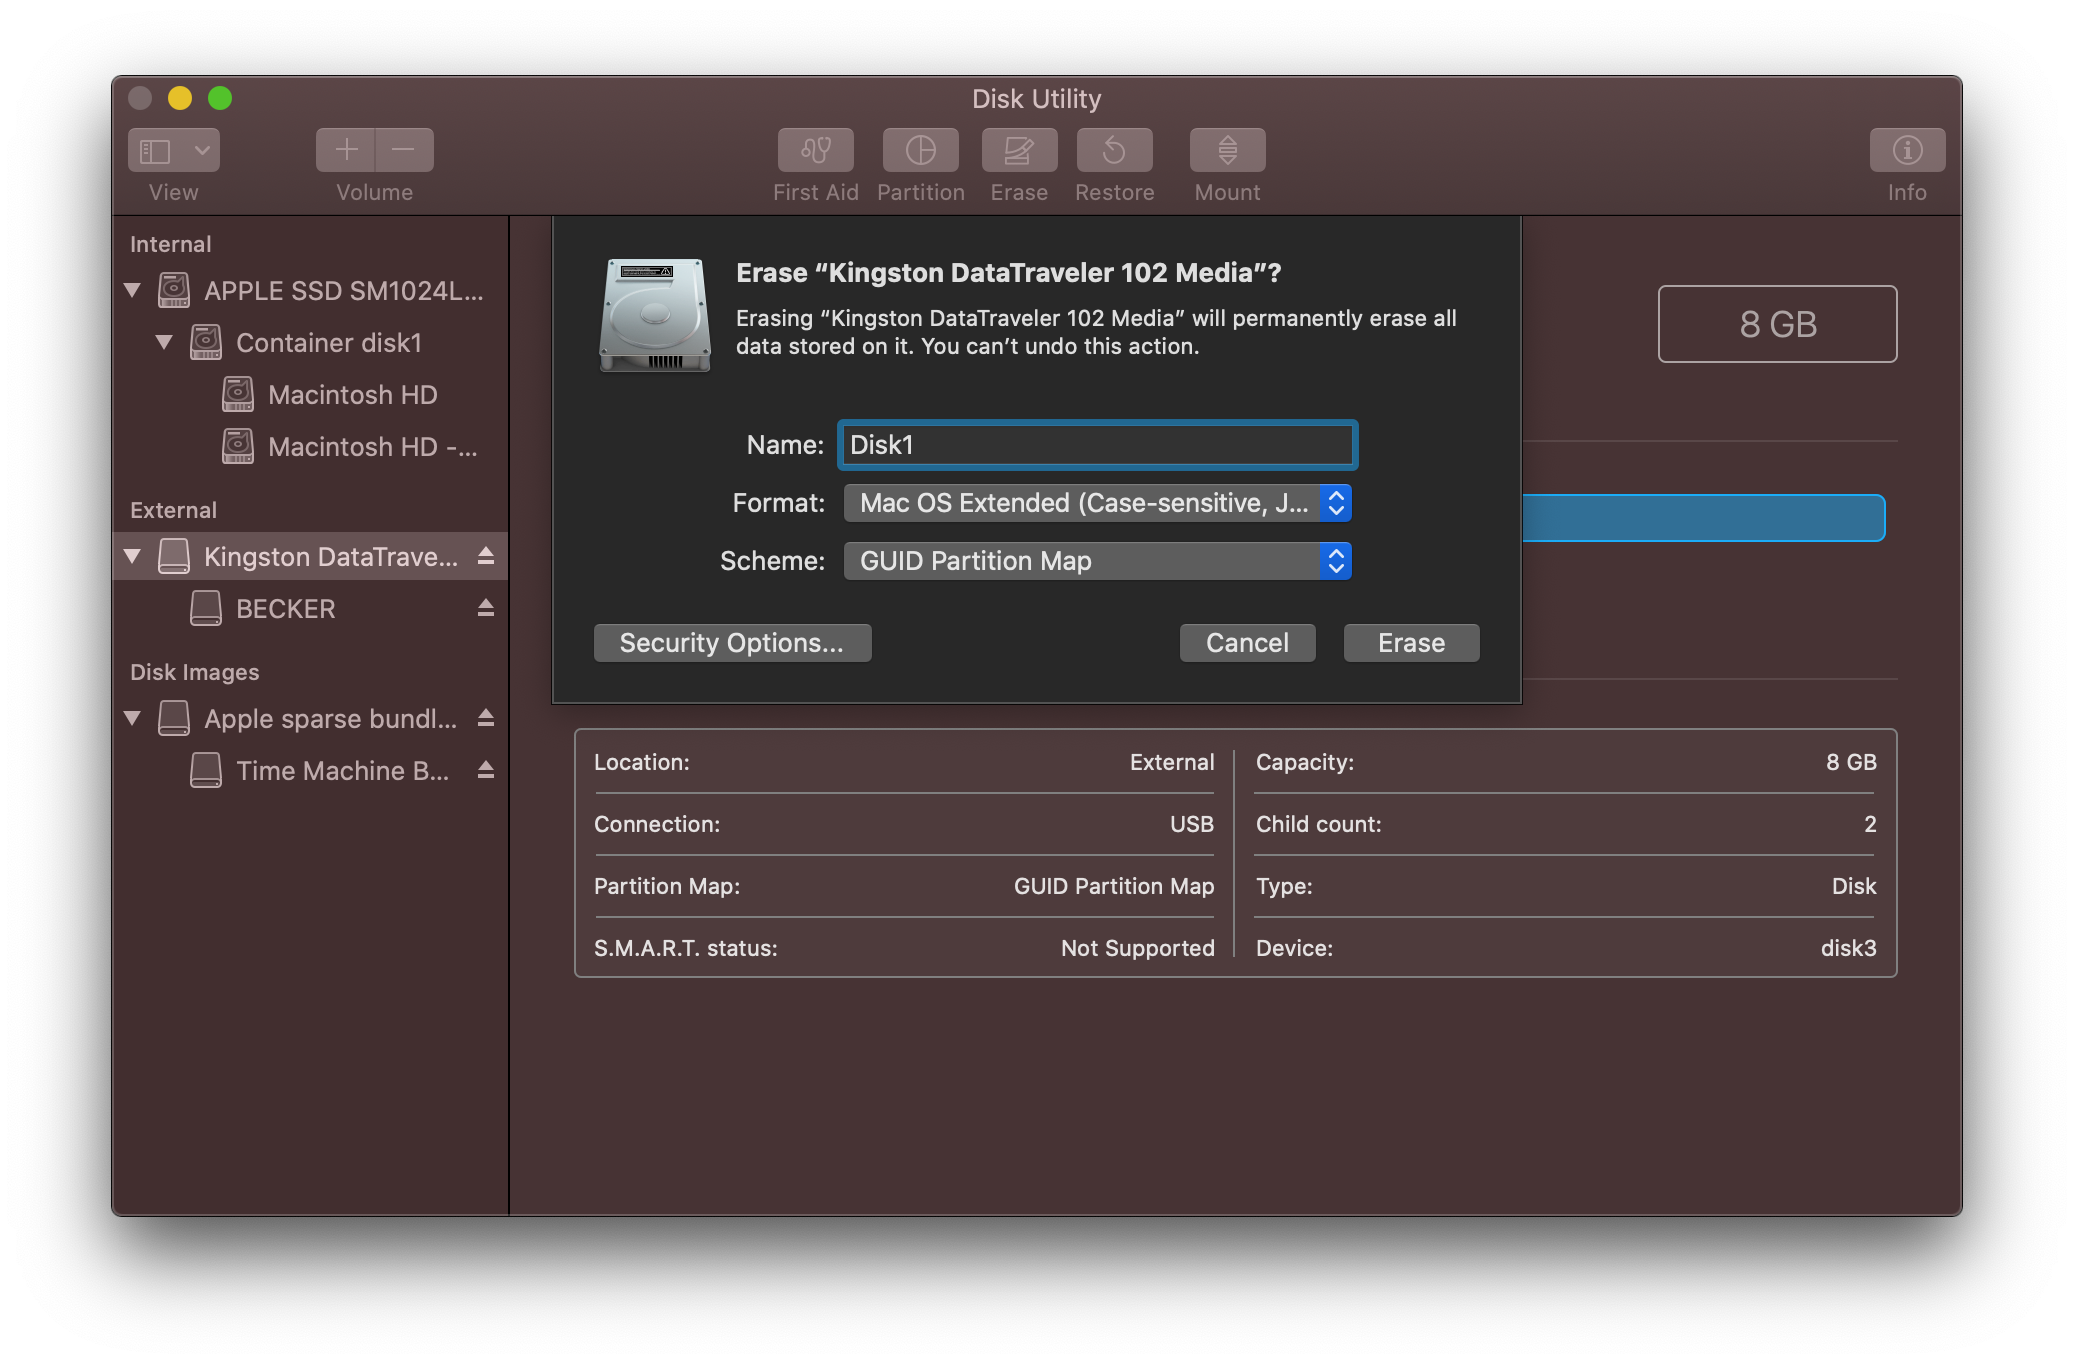 Disk Utility
View
Volume
First Aid
Partition
Erase
Restore
Mount
Info
Internal
APPLE SSD SM1024L...
Container disk1
Macintosh HD
Macintosh HD -...
External
Kingston DataTrave...
BECKER
Disk Images
Apple sparse bundl...
Time Machine B...
Erase “Kingston DataTraveler 102 Media”?
Erasing “Kingston DataTraveler 102 Media” will permanently erase all
data stored on it. You can’t undo this action.
Name: Disk1
Format: Mac OS Extended (Case-sensitive, J...
Scheme: GUID Partition Map
Security Options...
Cancel
Erase
8 GB
Location: External
Connection: USB
Partition Map: GUID Partition Map
S.M.A.R.T. status: Not Supported
Capacity: 8 GB
Child count: 2
Type: Disk
Device: disk3